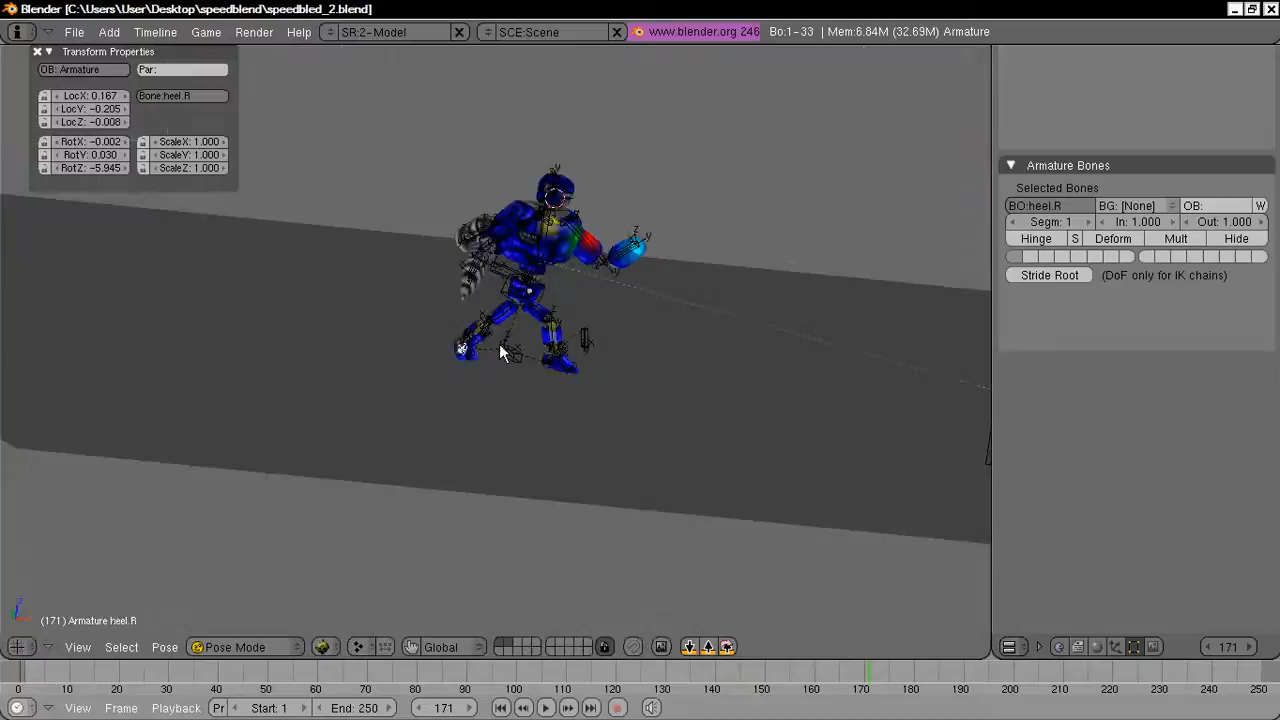 Blender [C:\Users\User\Desktop\speedblend\speedbled_2.blend]
File Add Timeline Game Render Help SR:2-Model SCE:Scene www.blender.org 246 Bo:1-33 | Mem:6.84M (32.69M) Armature
Transform Properties
OB: Armature Par:
LocX: 0.167 Bone:heel.R
LocY: -0.205
LocZ: -0.008
RotX: -0.002 ScaleX: 1.000
RotY: 0.030 ScaleY: 1.000
RotZ: -5.945 ScaleZ: 1.000
Armature Bones
Selected Bones
BO:heel.R BG: [None] OB: W
Segm: 1 In: 1.000 Out: 1.000
Hinge S Deform Mult Hide
Stride Root (DoF only for IK chains)
(171) Armature heel.R
View Select Pose Pose Mode Global 171
0 10 20 30 40 50 60 70 80 90 100 110 120 130 140 150 160 170 180 190 200 210 220 230 240 250
View Frame Playback Pr Start: 1 End: 250 171